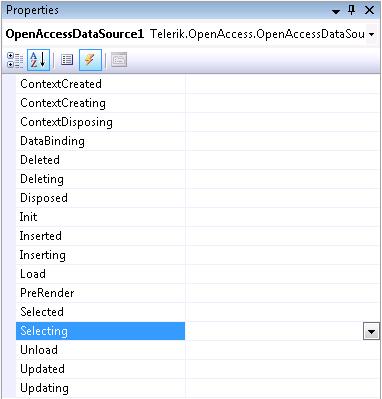 Properties
OpenAccessDataSource1 Telerik.OpenAccess.OpenAccessDataSou
ContextCreated
ContextCreating
ContextDisposing
DataBinding
Deleted
Deleting
Disposed
Init
Inserted
Inserting
Load
PreRender
Selected
Selecting
Unload
Updated
Updating